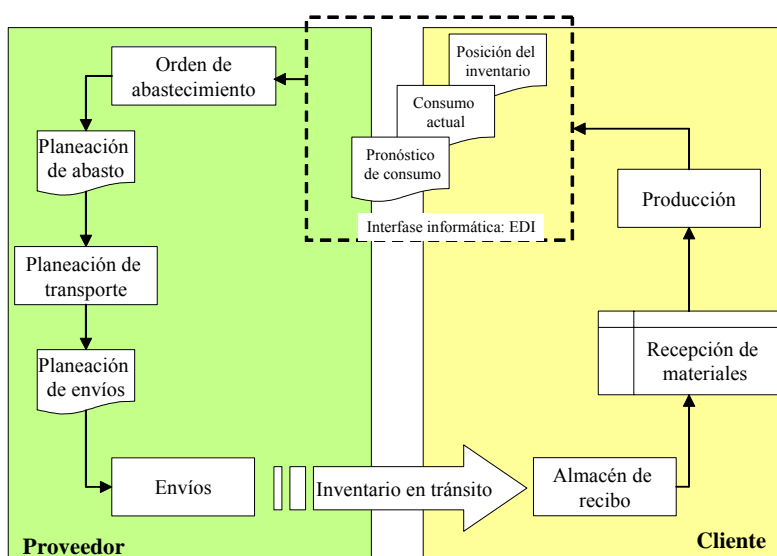 Orden de
abastecimiento
Planeación
de abasto
Planeación de
transporte
Planeación
de envíos
Envíos
Proveedor
Posición del
inventario
Consumo
actual
Pronóstico
de consumo
Interfase informática: EDI
Inventario en tránsito
Producción
Recepción de
materiales
Almacén de
recibo
Cliente